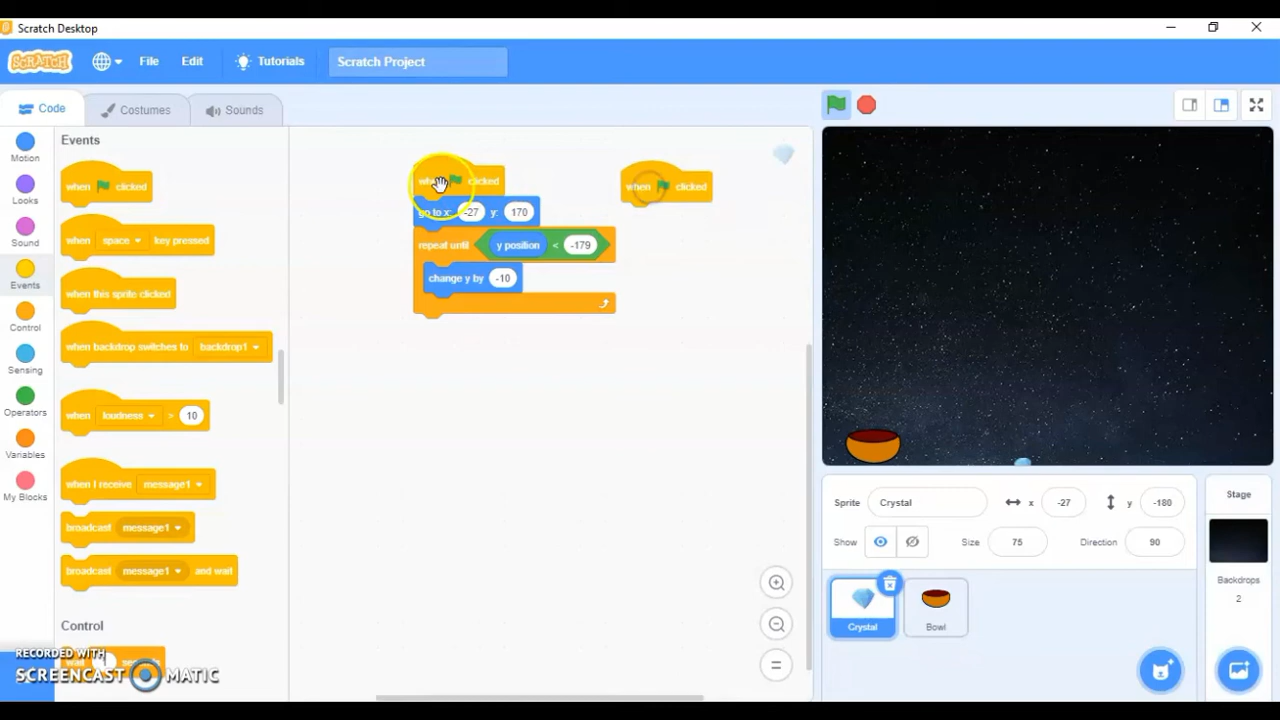 Scratch Desktop
SCRATCH
File
Edit
Tutorials
Scratch Project
Code
Costumes
Sounds
Motion
Looks
Sound
Events
Control
Sensing
Operators
Variables
My Blocks
Events
when clicked
when space key pressed
when this sprite clicked
when backdrop switches to backdrop1
when loudness > 10
when I receive message1
broadcast message1
broadcast message1 and wait
Control
wait 1
when clicked
go to x: -27 y: 170
repeat until y position < -179
change y by -10
when clicked
Sprite Crystal x -27 y -180
Show Size 75 Direction 90
Crystal
Bowl
Stage
Backdrops
2
RECORDED WITH
SCREENCAST MATIC